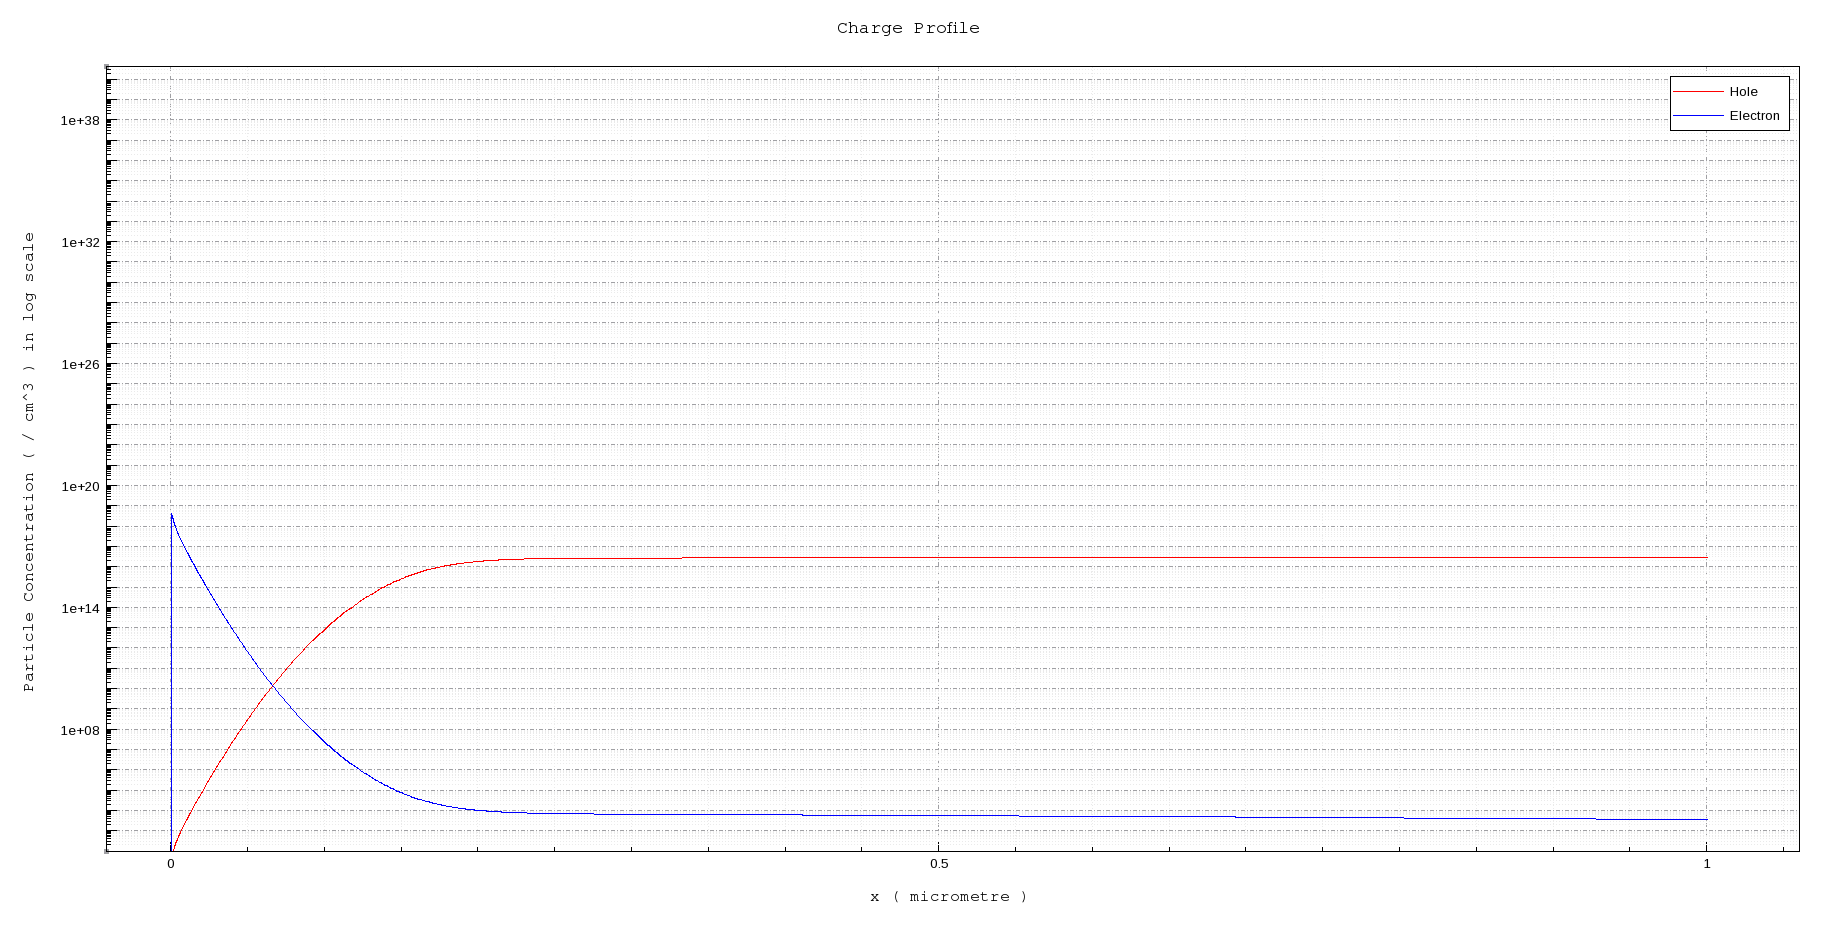 Charge Profile
Hole
Electron
1e+38
1e+32
1e+26
1e+20
1e+14
1e+08
Particle Concentration ( / cm^3 ) in log scale
0
0.5
1
x ( micrometre )